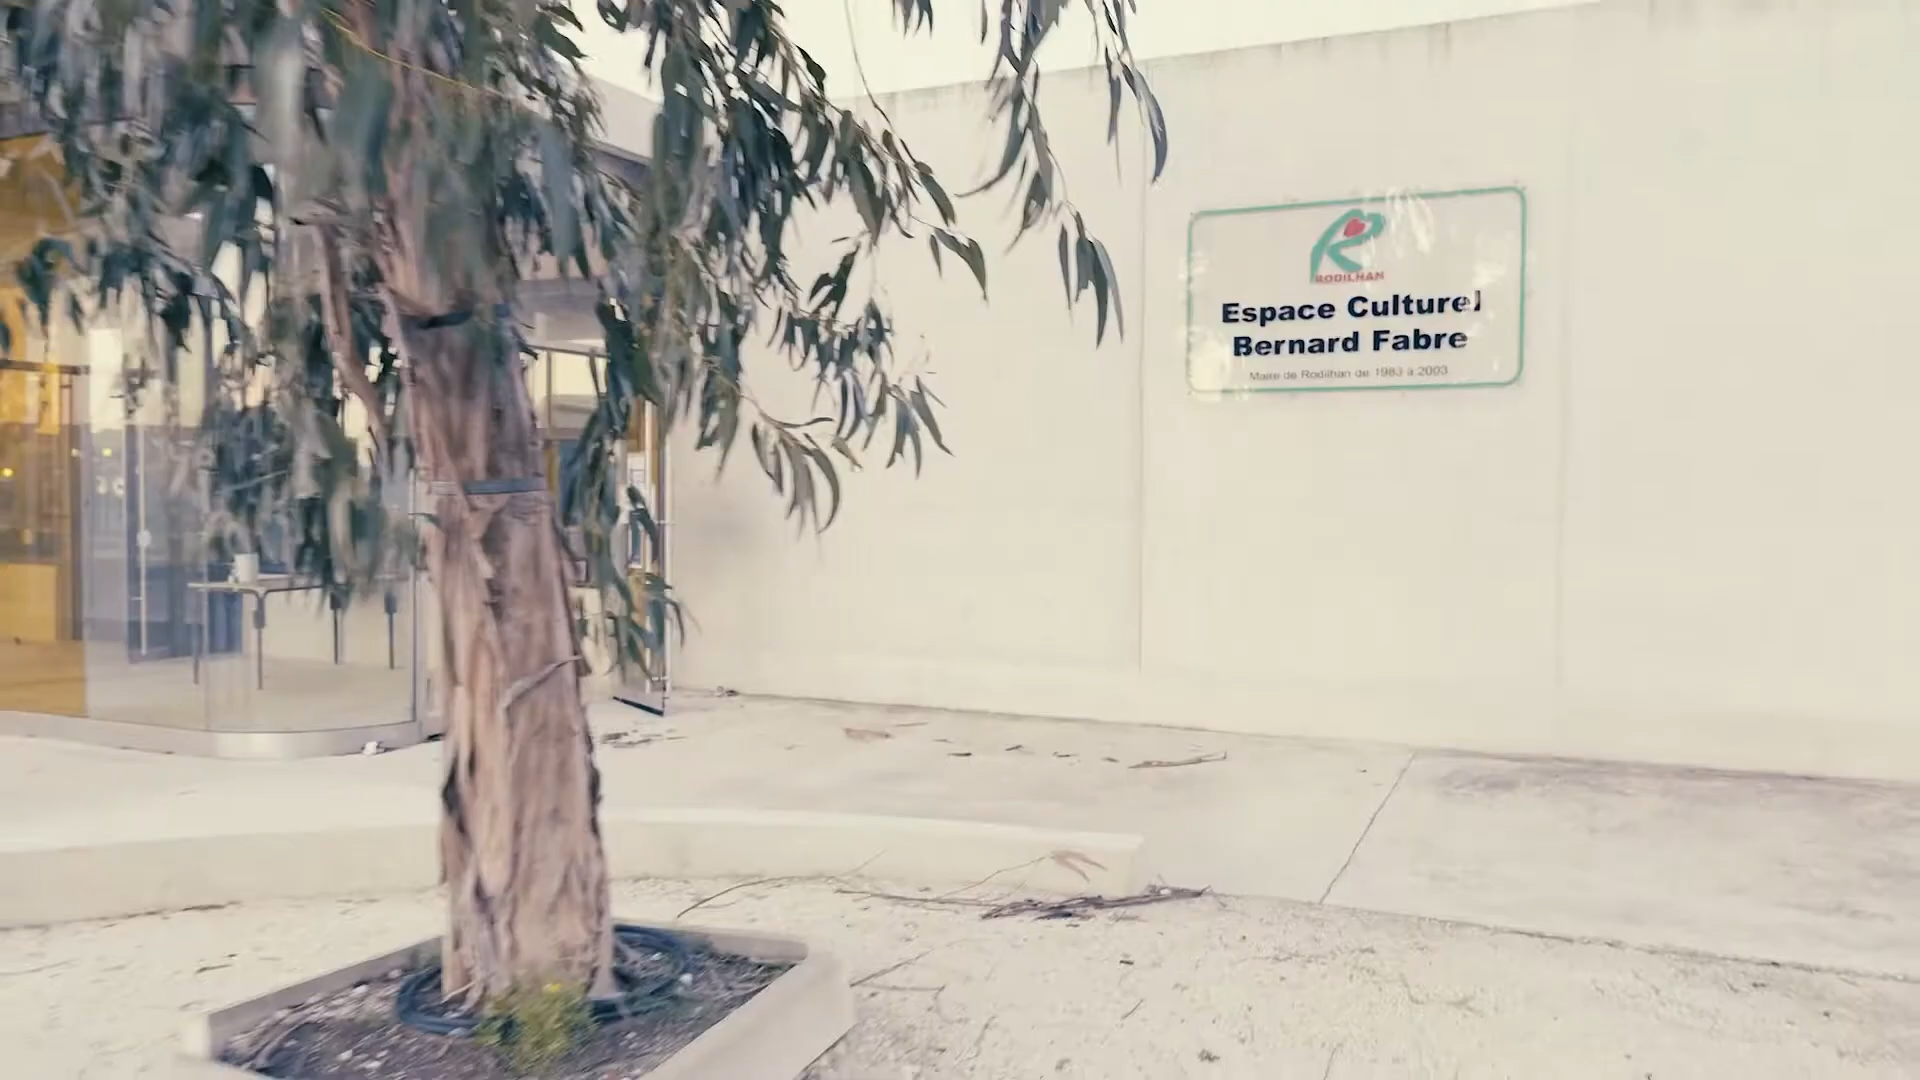 RODILHAN
Espace Culturel
Bernard Fabre
Maire de Rodilhan de 1983 à 2003